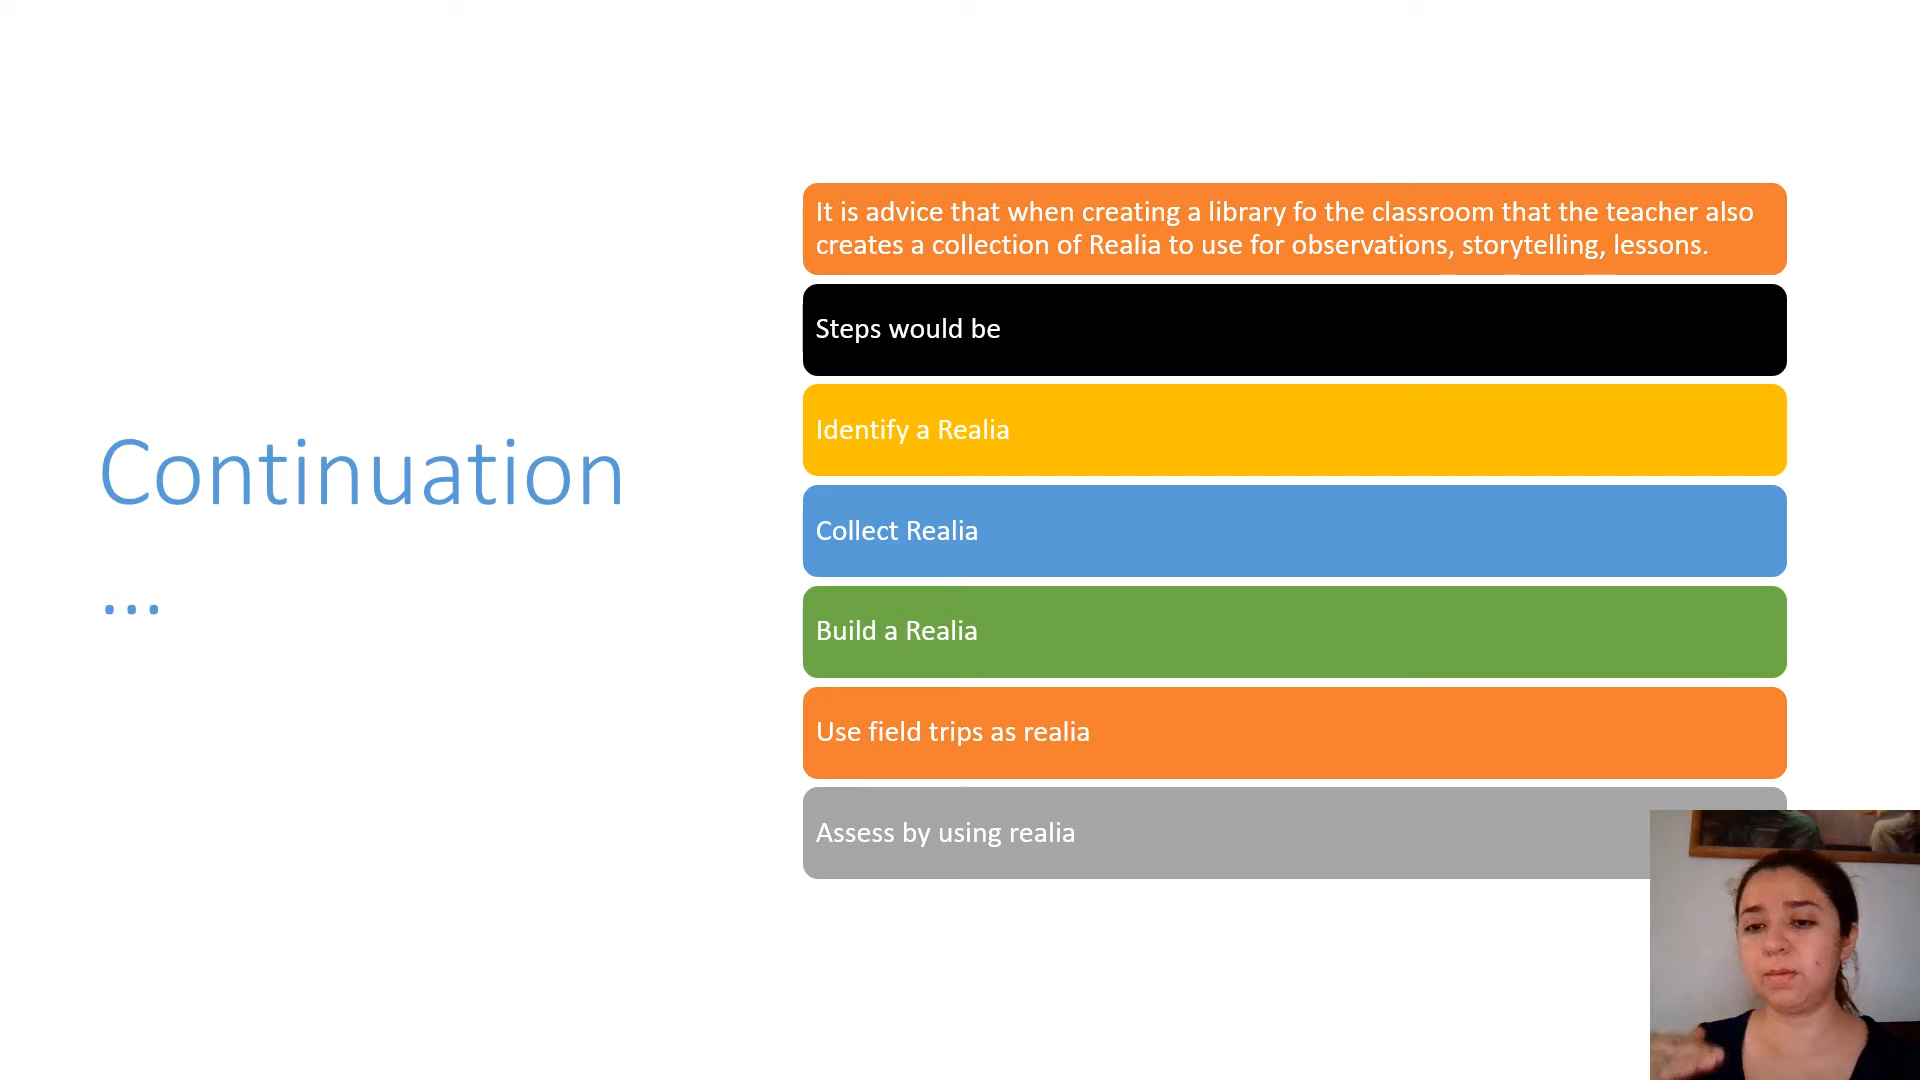 Continuation
...
It is advice that when creating a library fo the classroom that the teacher also
creates a collection of Realia to use for observations, storytelling, lessons.
Steps would be
Identify a Realia
Collect Realia
Build a Realia
Use field trips as realia
Assess by using realia